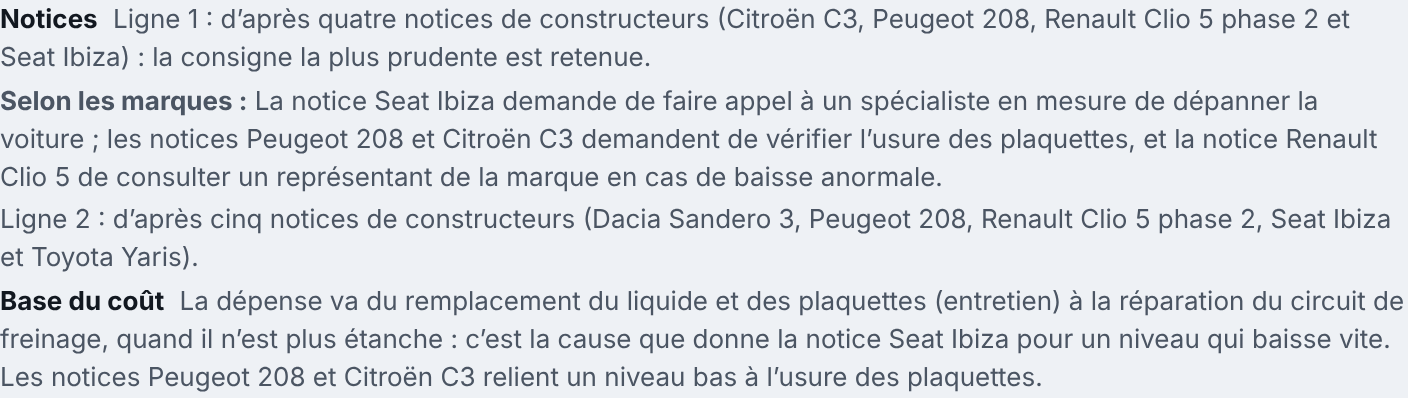 Notices Ligne 1 : d’après quatre notices de constructeurs (Citroën C3, Peugeot 208, Renault Clio 5 phase 2 et
Seat Ibiza) : la consigne la plus prudente est retenue.
Selon les marques : La notice Seat Ibiza demande de faire appel à un spécialiste en mesure de dépanner la
voiture ; les notices Peugeot 208 et Citroën C3 demandent de vérifier l’usure des plaquettes, et la notice Renault
Clio 5 de consulter un représentant de la marque en cas de baisse anormale.
Ligne 2 : d’après cinq notices de constructeurs (Dacia Sandero 3, Peugeot 208, Renault Clio 5 phase 2, Seat Ibiza
et Toyota Yaris).
Base du coût La dépense va du remplacement du liquide et des plaquettes (entretien) à la réparation du circuit de
freinage, quand il n’est plus étanche : c’est la cause que donne la notice Seat Ibiza pour un niveau qui baisse vite.
Les notices Peugeot 208 et Citroën C3 relient un niveau bas à l’usure des plaquettes.